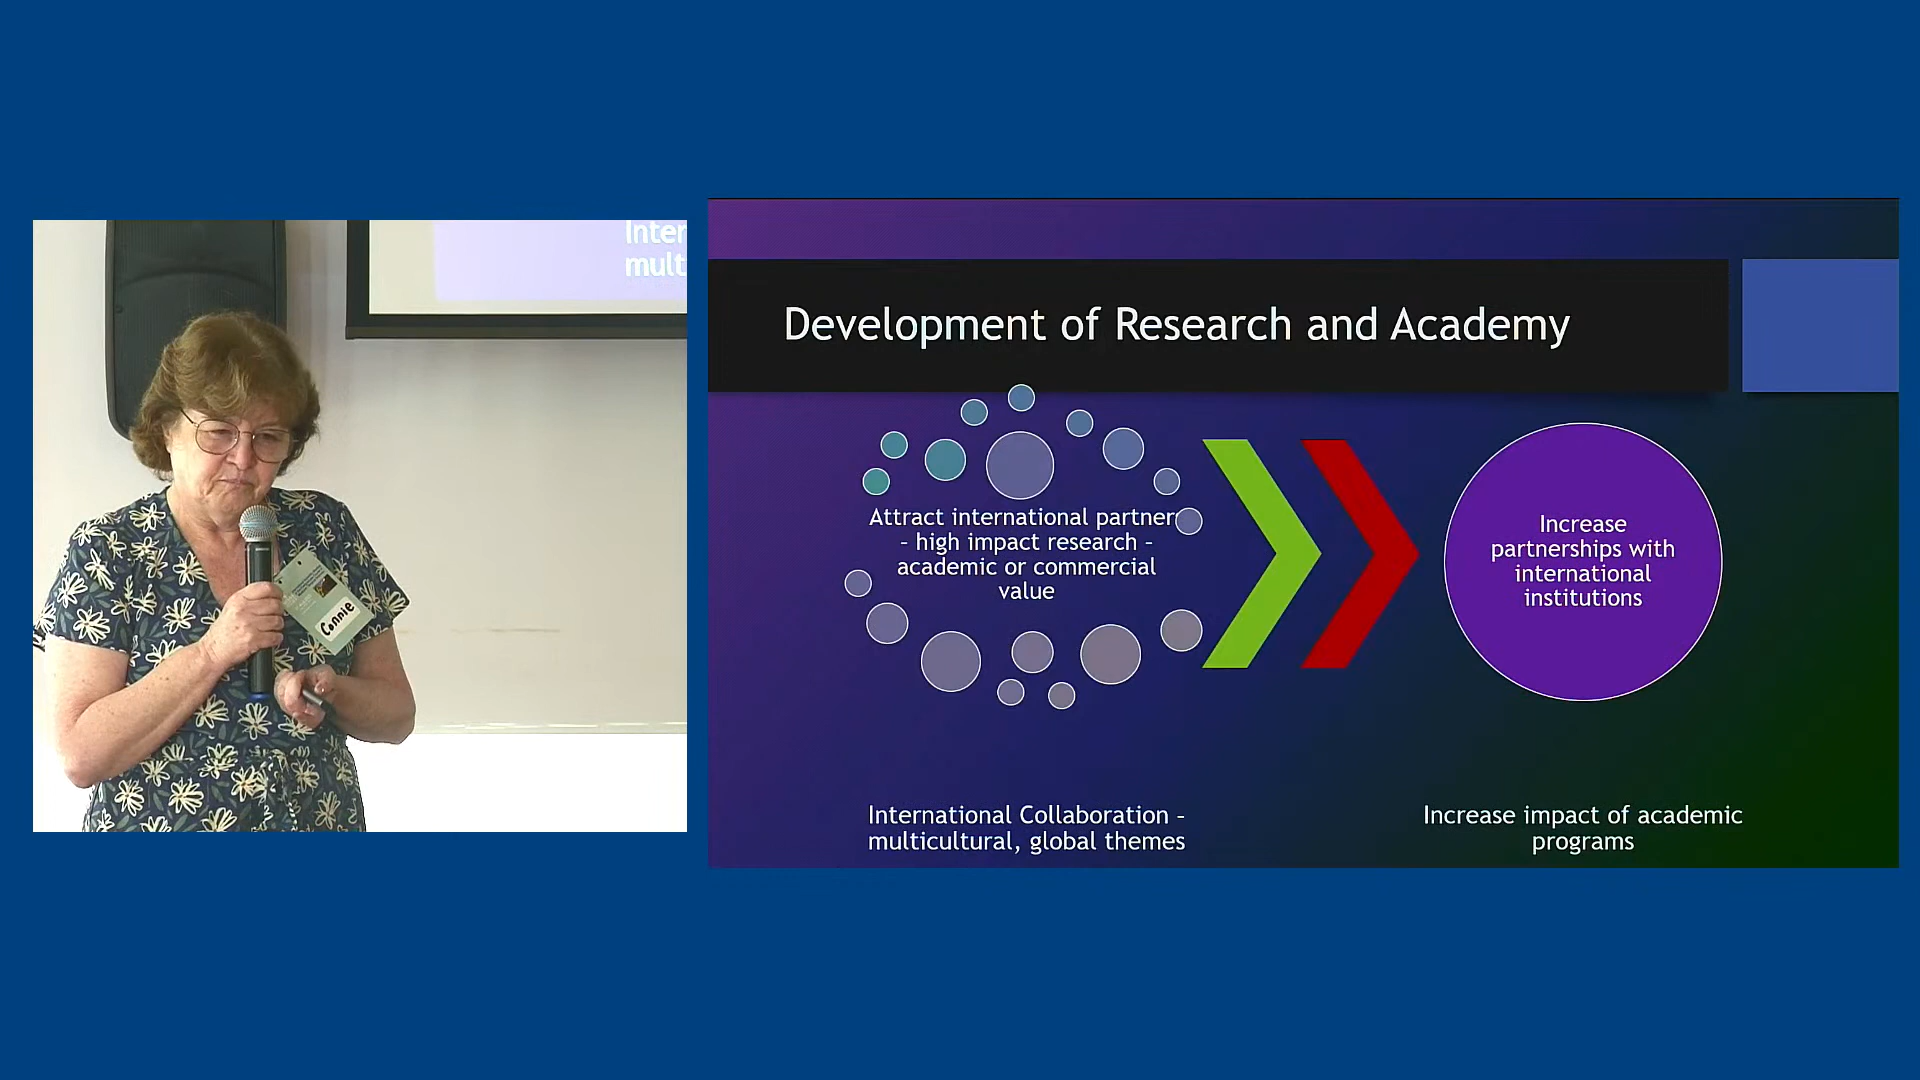 Inter
mult
Connie
Development of Research and Academy
Attract international partner
- high impact research -
academic or commercial
value
Increase
partnerships with
international
institutions
International Collaboration -
multicultural, global themes
Increase impact of academic
programs